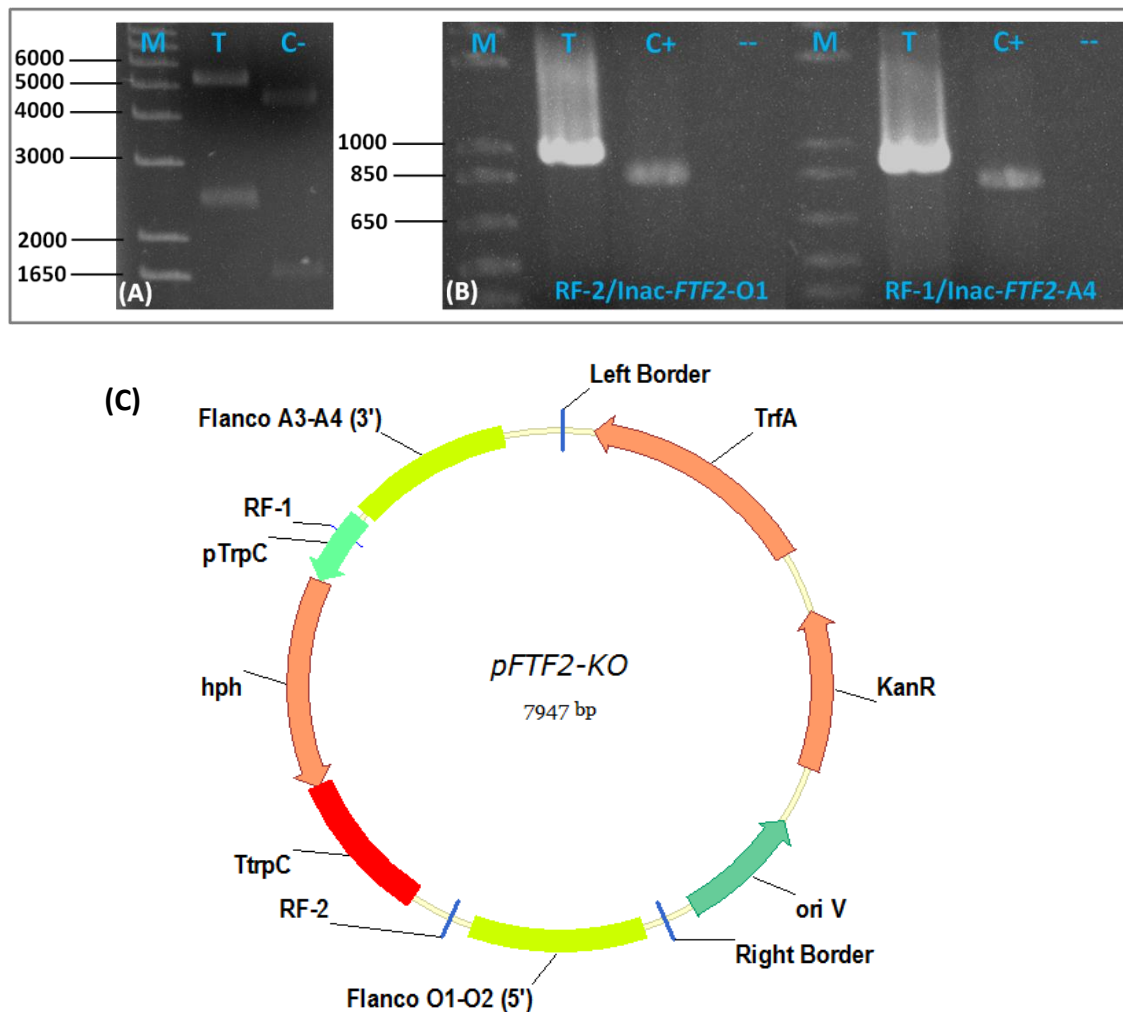 M T C-
6000
5000
4000
3000
2000
1650
(A)
M T C+ --
1000
850
650
(B)
RF-2/Inac-FTF2-O1
M T C+ --
RF-1/Inac-FTF2-A4
(C)
Left Border
Flanco A3-A4 (3')
TrfA
RF-1
pTrpC
hph
pFTF2-KO
7947 bp
KanR
TtrpC
RF-2
ori V
Right Border
Flanco O1-O2 (5')